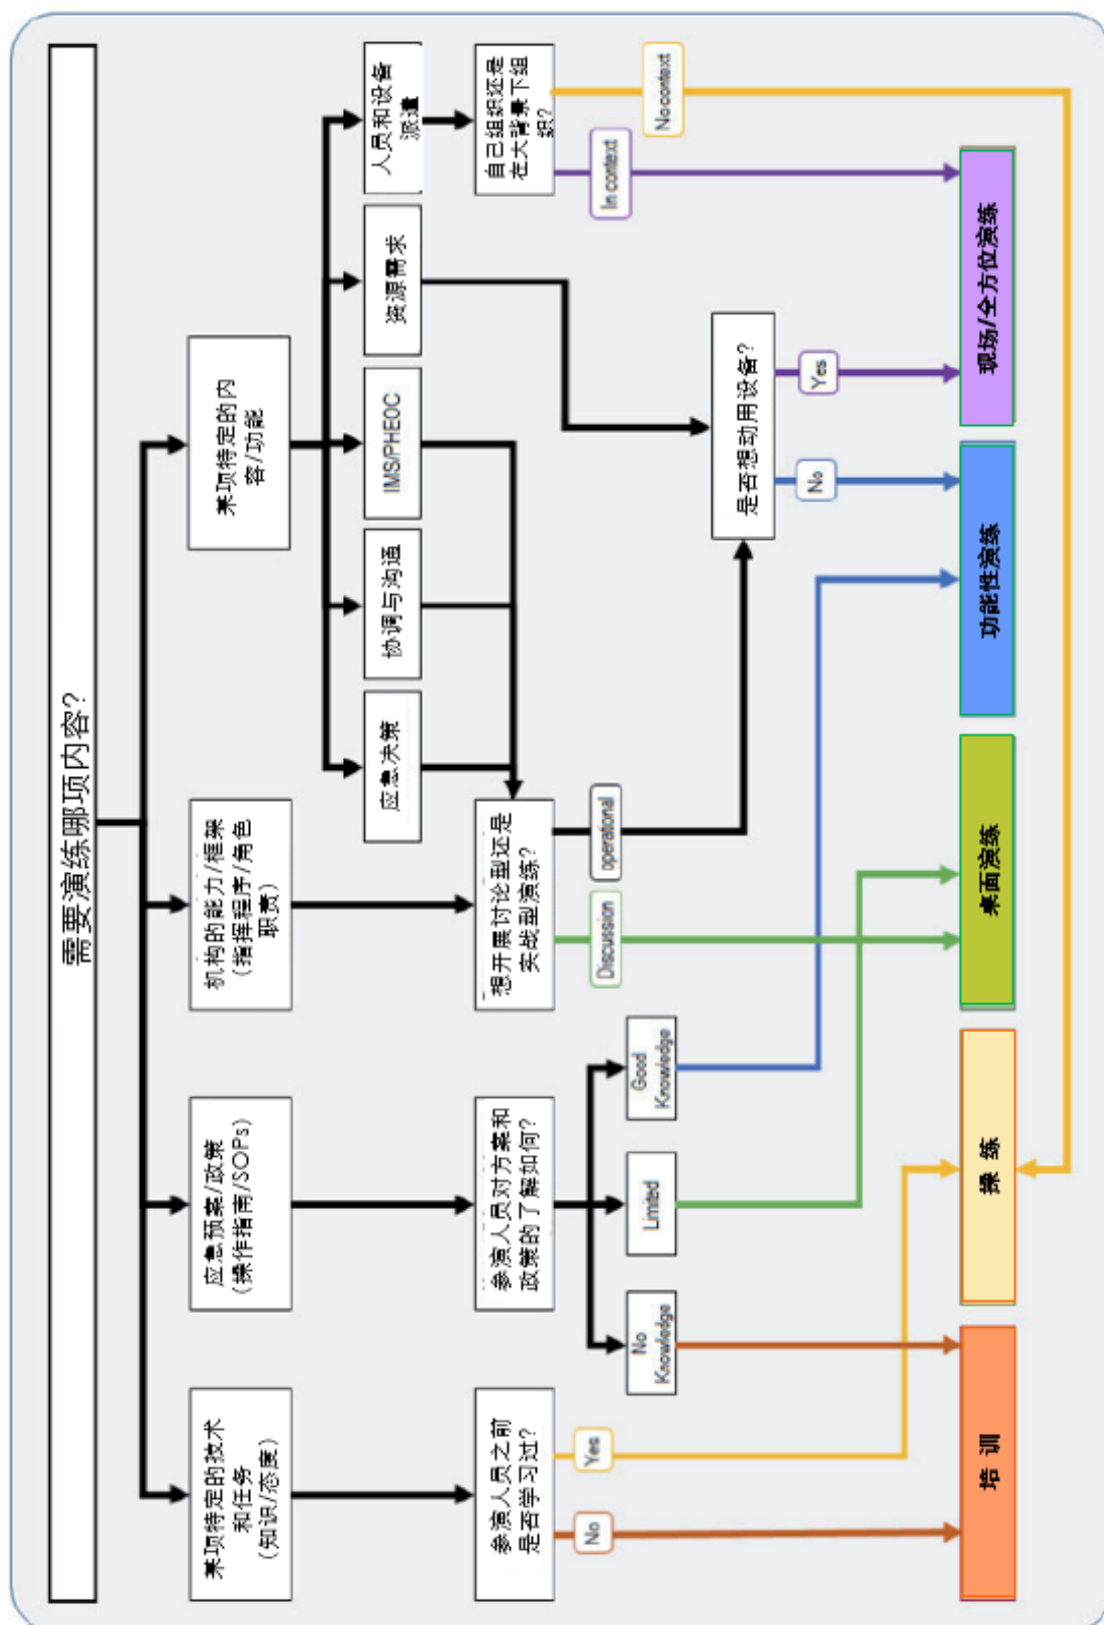 需要演练哪项内容?
某项特定的技术
和任务
(知识/态度)
应急预案/政策
(操作指南/SOPs)
机构的能力/框架
(指挥程序/角色
职责)
某项特定的内
容/功能
应急决策
协调与沟通
IMS/PHEOC
资源需求
人员和设备
派遣
参演人员之前
是否学习过?
参演人员对方案和
政策的了解如何?
想开展讨论型还是
实战型演练?
自己组织还是
在大背景下组
织?
No
Yes
No
Knowledge
Limited
Good
Knowledge
Discussion
operational
In context
No context
是否想动用设备?
No
Yes
培 训
操 练
桌面演练
功能性演练
现场/全方位演练